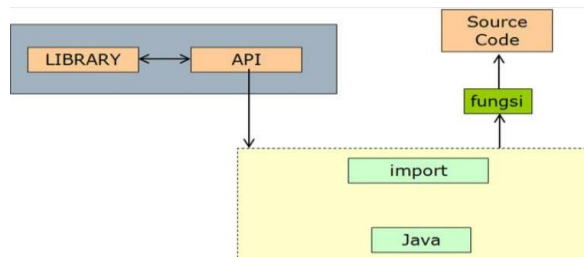 Source
Code
LIBRARY
API
fungsi
import
Java